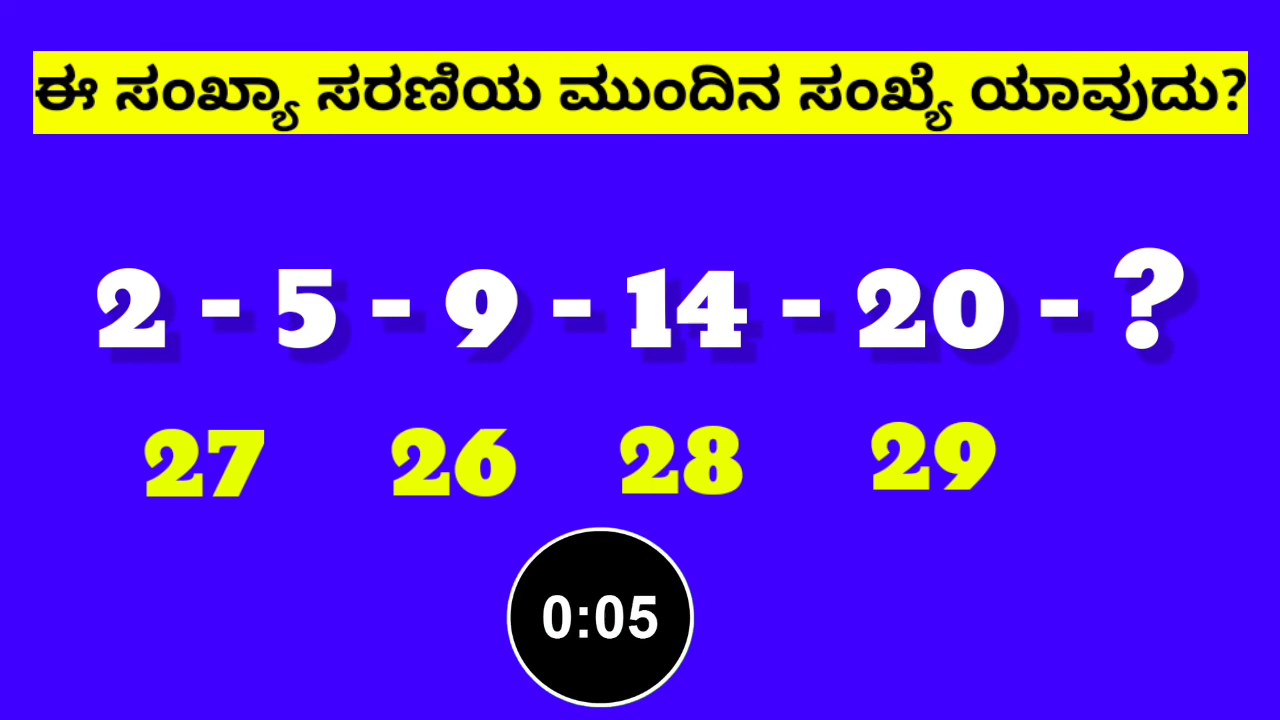 ಈ ಸಂಖ್ಯಾ ಸರಣಿಯ ಮುಂದಿನ ಸಂಖ್ಯೆ ಯಾವುದು?
2 - 5 - 9 - 14 - 20 - ?
27 26 28 29
0:05